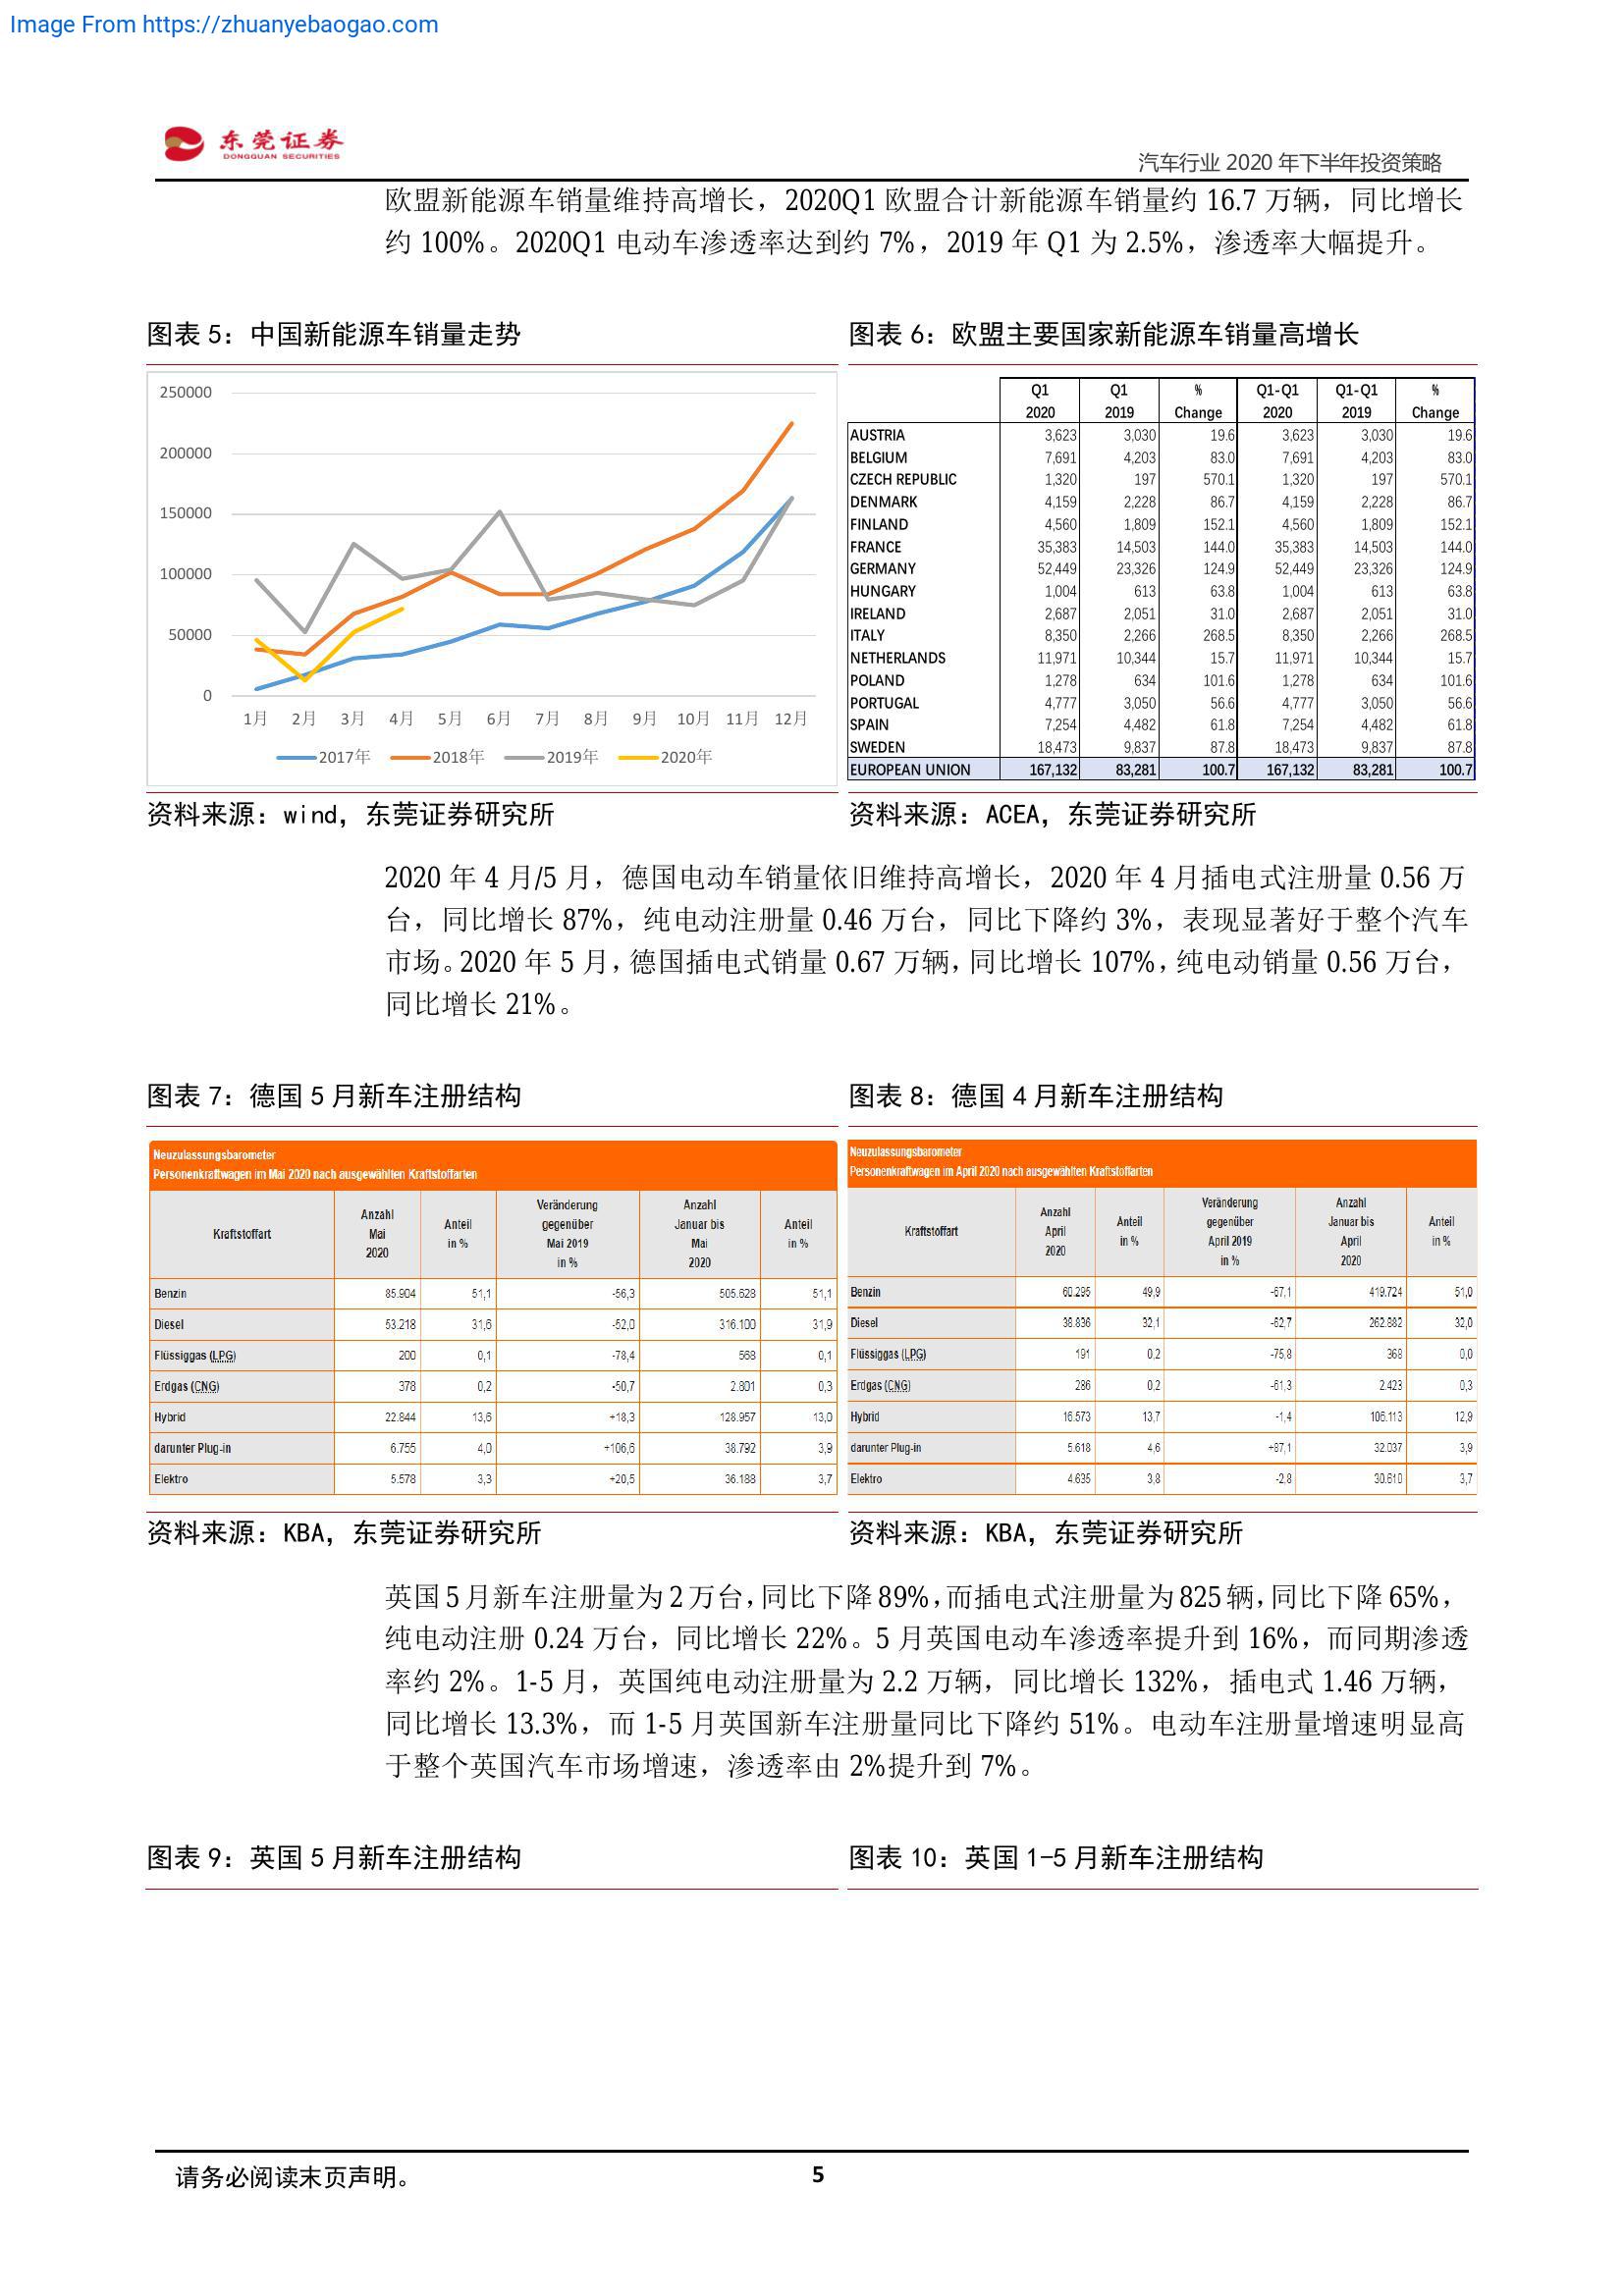 Image From https://zhuanyebaogao.com
东莞证券
DONGGUAN SECURITIES
汽车行业 2020 年下半年投资策略
欧盟新能源车销量维持高增长，2020Q1 欧盟合计新能源车销量约 16.7 万辆，同比增长
约 100%。2020Q1 电动车渗透率达到约 7%，2019 年 Q1 为 2.5%，渗透率大幅提升。
图表 5：中国新能源车销量走势
250000
200000
150000
100000
50000
0
1月 2月 3月 4月 5月 6月 7月 8月 9月 10月 11月 12月
2017年 2018年 2019年 2020年
资料来源：wind，东莞证券研究所
图表 6：欧盟主要国家新能源车销量高增长
Q1 Q1 % Q1-Q1 Q1-Q1 %
2020 2019 Change 2020 2019 Change
AUSTRIA 3,623 3,030 19.6 3,623 3,030 19.6
BELGIUM 7,691 4,203 83.0 7,691 4,203 83.0
CZECH REPUBLIC 1,320 197 570.1 1,320 197 570.1
DENMARK 4,159 2,228 86.7 4,159 2,228 86.7
FINLAND 4,560 1,809 152.1 4,560 1,809 152.1
FRANCE 35,383 14,503 144.0 35,383 14,503 144.0
GERMANY 52,449 23,326 124.9 52,449 23,326 124.9
HUNGARY 1,004 613 63.8 1,004 613 63.8
IRELAND 2,687 2,051 31.0 2,687 2,051 31.0
ITALY 8,350 2,266 268.5 8,350 2,266 268.5
NETHERLANDS 11,971 10,344 15.7 11,971 10,344 15.7
POLAND 1,278 634 101.6 1,278 634 101.6
PORTUGAL 4,777 3,050 56.6 4,777 3,050 56.6
SPAIN 7,254 4,482 61.8 7,254 4,482 61.8
SWEDEN 18,473 9,837 87.8 18,473 9,837 87.8
EUROPEAN UNION 167,132 83,281 100.7 167,132 83,281 100.7
资料来源：ACEA，东莞证券研究所
2020 年 4 月/5 月，德国电动车销量依旧维持高增长，2020 年 4 月插电式注册量 0.56 万
台，同比增长 87%，纯电动注册量 0.46 万台，同比下降约 3%，表现显著好于整个汽车
市场。2020 年 5 月，德国插电式销量 0.67 万辆，同比增长 107%，纯电动销量 0.56 万台，
同比增长 21%。
图表 7：德国 5 月新车注册结构
Neuzulassungsbarometer
Personenkraftwagen im Mai 2020 nach ausgewählten Kraftstoffarten
Kraftstoffart
Anzahl
Mai
2020
Anteil
in %
Veränderung
gegenüber
Mai 2019
in %
Anzahl
Januar bis
Mai
2020
Anteil
in %
Benzin 85.904 51,1 -56,3 505.628 51,1
Diesel 53.218 31,6 -52,0 316.100 31,9
Flüssiggas (LPG) 200 0,1 -78,4 568 0,1
Erdgas (CNG) 378 0,2 -50,7 2.801 0,3
Hybrid 22.844 13,6 +18,3 128.957 13,0
darunter Plug-in 6.755 4,0 +106,6 38.792 3,9
Elektro 5.578 3,3 +20,5 36.188 3,7
资料来源：KBA，东莞证券研究所
图表 8：德国 4 月新车注册结构
Neuzulassungsbarometer
Personenkraftwagen im April 2020 nach ausgewählten Kraftstoffarten
Kraftstoffart
Anzahl
April
2020
Anteil
in %
Veränderung
gegenüber
April 2019
in %
Anzahl
Januar bis
April
2020
Anteil
in %
Benzin 60.295 49,9 -67,1 419.724 51,0
Diesel 38.836 32,1 -62,7 262.882 32,0
Flüssiggas (LPG) 191 0,2 -75,8 368 0,0
Erdgas (CNG) 286 0,2 -61,3 2.423 0,3
Hybrid 16.573 13,7 -1,4 106.113 12,9
darunter Plug-in 5.618 4,6 +87,1 32.037 3,9
Elektro 4.635 3,8 -2,8 30.610 3,7
资料来源：KBA，东莞证券研究所
英国 5 月新车注册量为 2 万台，同比下降 89%，而插电式注册量为 825 辆，同比下降 65%，
纯电动注册 0.24 万台，同比增长 22%。5 月英国电动车渗透率提升到 16%，而同期渗透
率约 2%。1-5 月，英国纯电动注册量为 2.2 万辆，同比增长 132%，插电式 1.46 万辆，
同比增长 13.3%，而 1-5 月英国新车注册量同比下降约 51%。电动车注册量增速明显高
于整个英国汽车市场增速，渗透率由 2%提升到 7%。
图表 9：英国 5 月新车注册结构
图表 10：英国 1-5 月新车注册结构
请务必阅读末页声明。
5